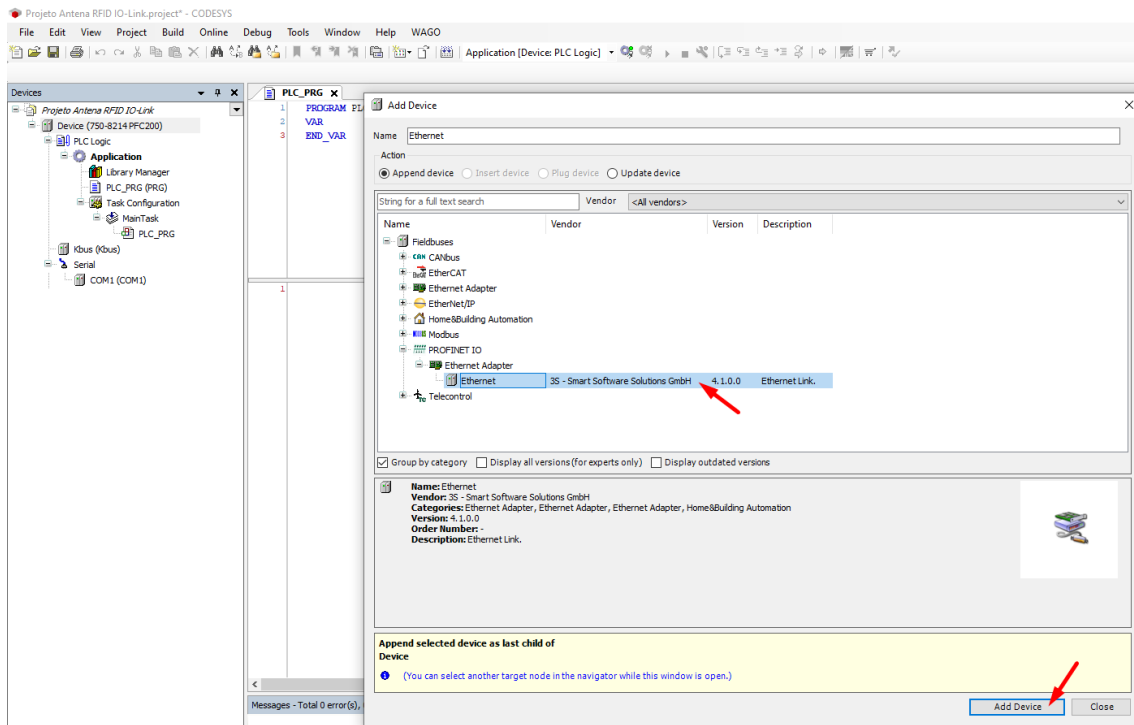 Projeto Antena RFID IO-Link.project* - CODESYS
File Edit View Project Build Online Debug Tools Window Help WAGO
Application [Device: PLC Logic]
Devices
Projeto Antena RFID IO-Link
Device (750-8214 PFC200)
PLC Logic
Application
Library Manager
PLC_PRG (PRG)
Task Configuration
MainTask
PLC_PRG
Kbus (Kbus)
Serial
COM1 (COM1)
PLC_PRG
1 PROGRAM PL
2 VAR
3 END_VAR
1
Messages - Total 0 error(s),
Add Device
Name Ethernet
Action
Append device Insert device Plug device Update device
String for a full text search Vendor <All vendors>
Name Vendor Version Description
Fieldbuses
CAN CANbus
EtherCAT
Ethernet Adapter
EtherNet/IP
Home&Building Automation
Modbus
PROFINET IO
Ethernet Adapter
Ethernet 3S - Smart Software Solutions GmbH 4.1.0.0 Ethernet Link.
Telecontrol
Group by category Display all versions (for experts only) Display outdated versions
Name: Ethernet
Vendor: 3S - Smart Software Solutions GmbH
Categories: Ethernet Adapter, Ethernet Adapter, Ethernet Adapter, Home&Building Automation
Version: 4.1.0.0
Order Number: -
Description: Ethernet Link.
Append selected device as last child of
Device
(You can select another target node in the navigator while this window is open.)
Add Device Close